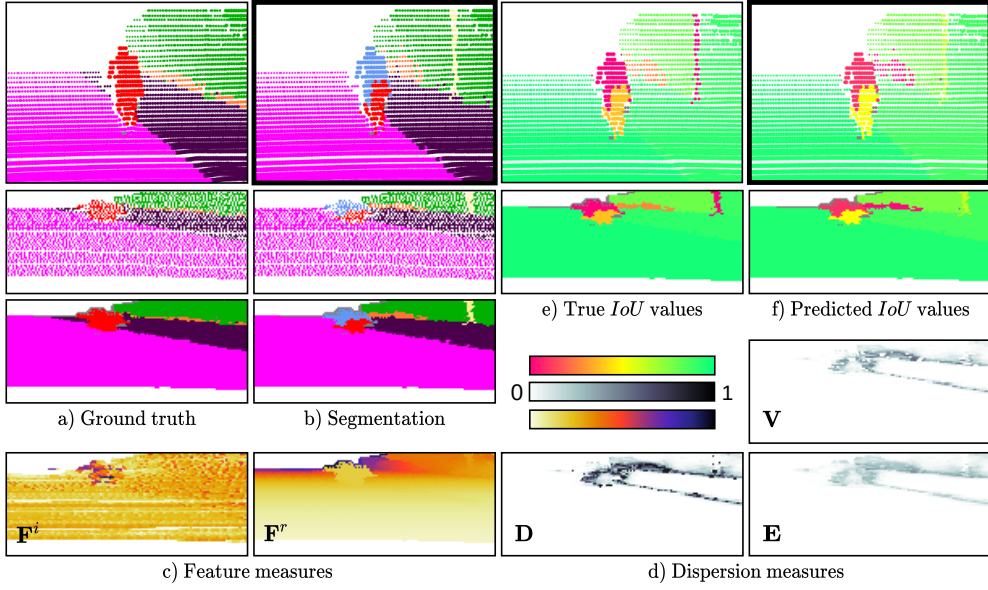 e) True IoU values
f) Predicted IoU values
0
1
a) Ground truth
b) Segmentation
V
F^i
F^r
D
E
c) Feature measures
d) Dispersion measures